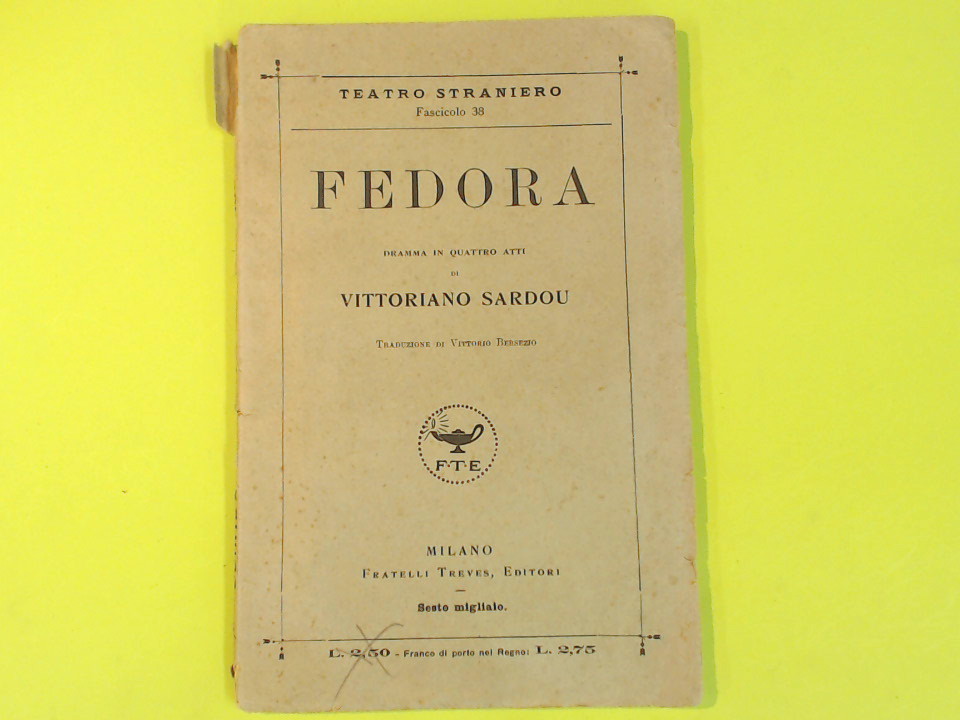 TEATRO STRANIERO
Fascicolo 38
FEDORA
DRAMMA IN QUATTRO ATTI
DI
VITTORIANO SARDOU
TRADUZIONE DI VITTORIO BERSEZIO
F·T·E
MILANO
FRATELLI TREVES, EDITORI
Sesto migliaio.
L. 2,50 - Franco di porto nel Regno: L. 2,75